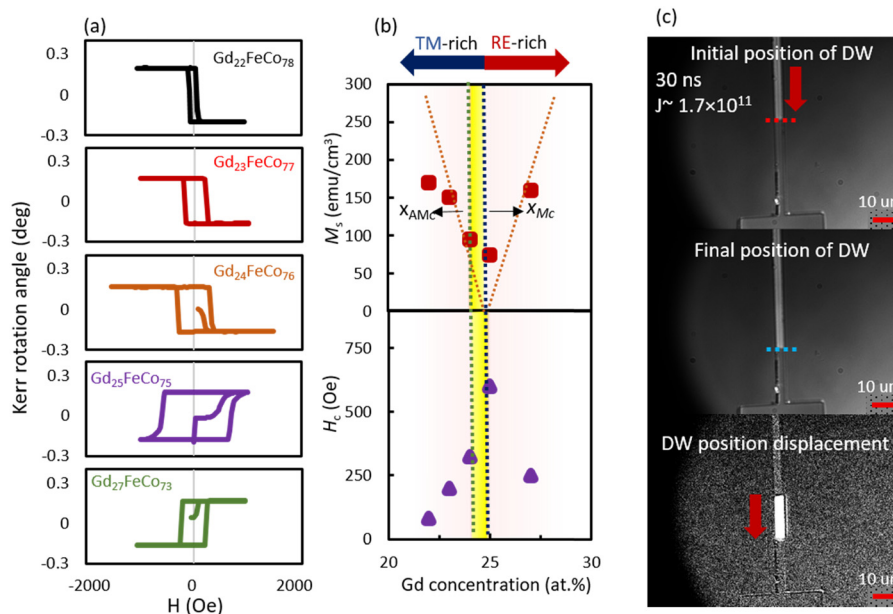 (a)
Kerr rotation angle (deg)
0.3
0
-0.3
Gd22FeCo78
0.3
0
-0.3
Gd23FeCo77
0.3
0
-0.3
Gd24FeCo76
0.3
0
-0.3
Gd25FeCo75
0.3
0
-0.3
Gd27FeCo73
-2000 0 2000
H (Oe)
(b)
TM-rich RE-rich
300
250
200
150
100
50
0
Ms (emu/cm³)
xAMc
xMc
750
500
250
0
Hc (Oe)
20 25 30
Gd concentration (at.%)
(c)
Initial position of DW
30 ns
J~ 1.7×10¹¹
10 um
Final position of DW
10 um
DW position displacement
10 um